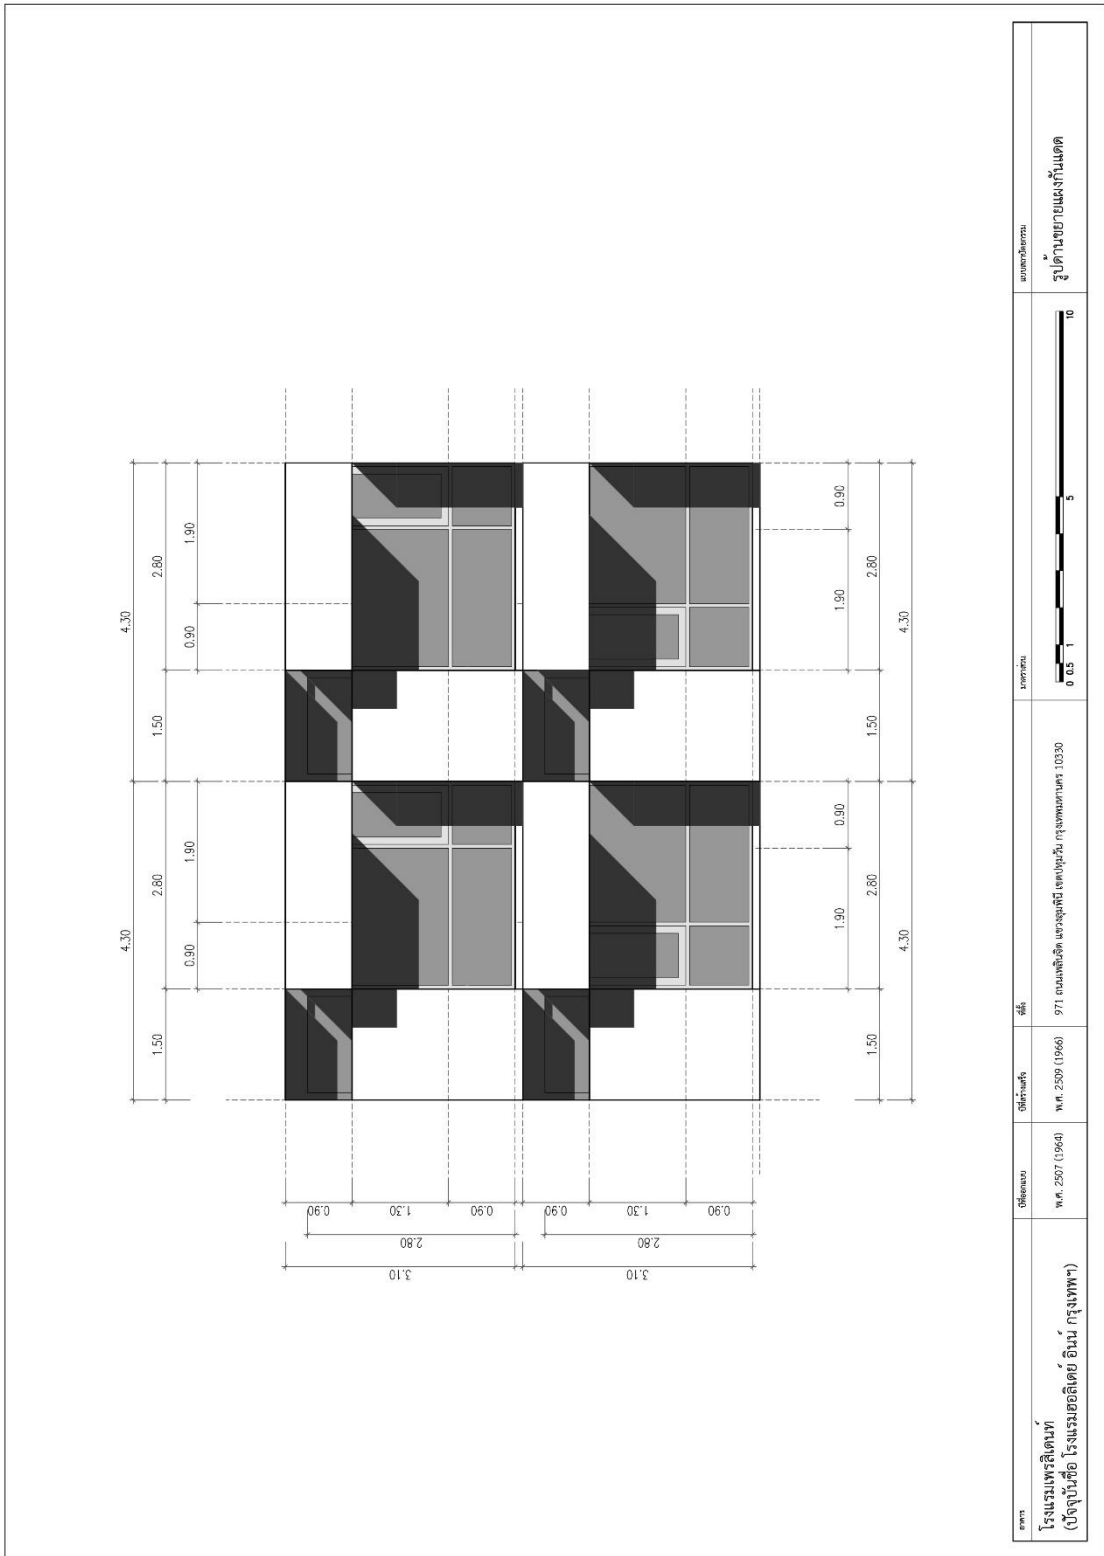 4.30
4.30
1.50
2.80
1.50
2.80
0.90
1.90
0.90
1.90
3.10
2.80
0.90
1.30
0.90
3.10
2.80
0.90
1.30
0.90
1.90
0.90
1.90
0.90
1.50
2.80
1.50
2.80
4.30
4.30
อาคาร
โรงแรมเพรสิเดนท์
(ปัจจุบันชื่อ โรงแรมฮอลิเดย์ อินน์ กรุงเทพฯ)
ปีที่ออกแบบ
พ.ศ. 2507 (1964)
ปีที่สร้างเสร็จ
พ.ศ. 2509 (1966)
ที่ตั้ง
971 ถนนเพลินจิต แขวงลุมพินี เขตปทุมวัน กรุงเทพมหานคร 10330
มาตราส่วน
0 0.5 1 5 10
แบบสถาปัตยกรรม
รูปด้านขยายแผงกันแดด